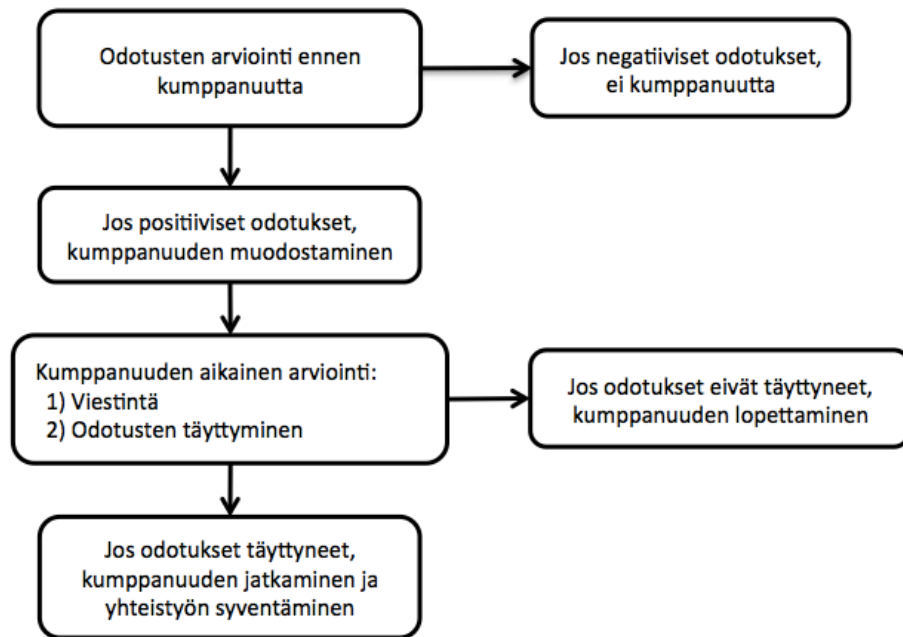 Odotusten arviointi ennen
kumppanuutta
Jos negatiiviset odotukset,
ei kumppanuutta
Jos positiiviset odotukset,
kumppanuuden muodostaminen
Kumppanuuden aikainen arviointi:
1) Viestintä
2) Odotusten täyttyminen
Jos odotukset eivät täyttyneet,
kumppanuuden lopettaminen
Jos odotukset täyttyneet,
kumppanuuden jatkaminen ja
yhteistyön syventäminen